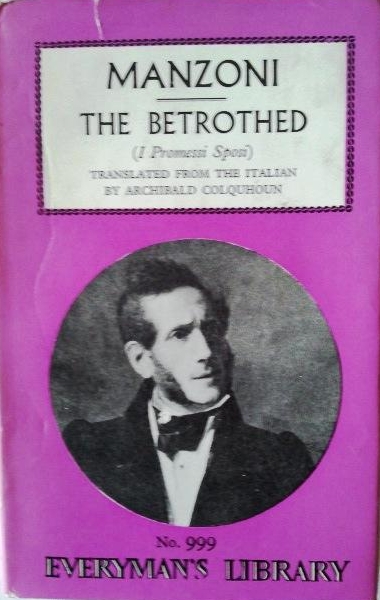 MANZONI
THE BETROTHED
(I Promessi Sposi)
TRANSLATED FROM THE ITALIAN
BY ARCHIBALD COLQUHOUN
No. 999
EVERYMAN'S LIBRARY